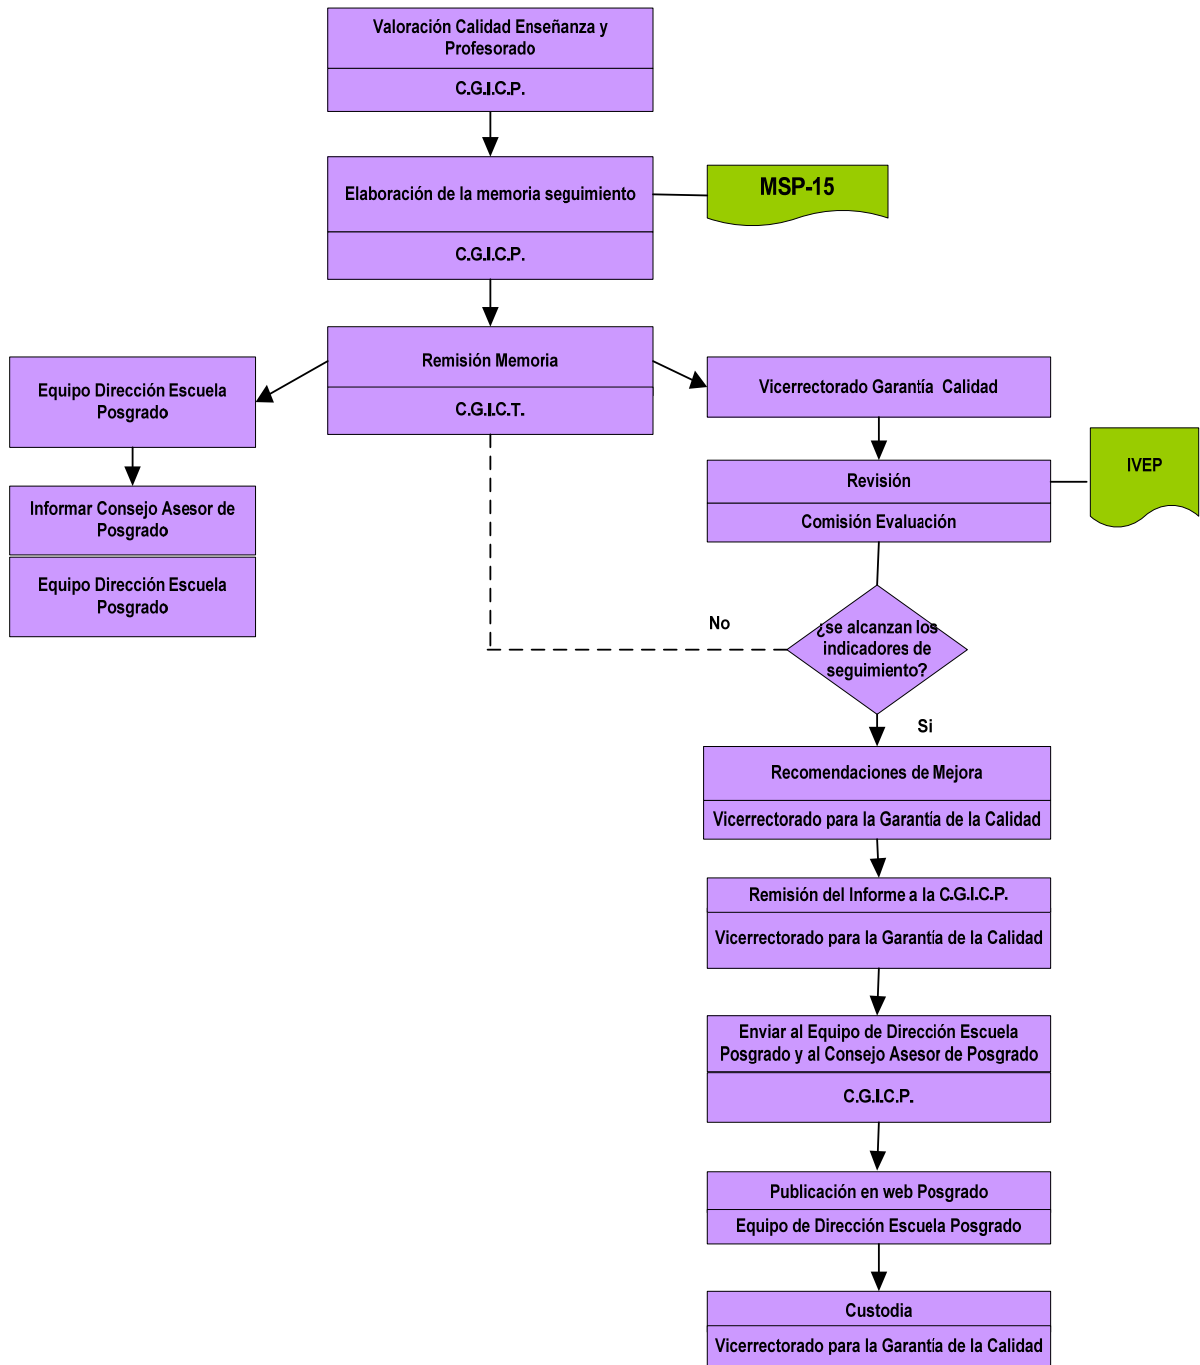 Valoración Calidad Enseñanza y
Profesorado
C.G.I.C.P.
Elaboración de la memoria seguimiento
C.G.I.C.P.
MSP-15
Remisión Memoria
C.G.I.C.T.
Equipo Dirección Escuela
Posgrado
Informar Consejo Asesor de
Posgrado
Equipo Dirección Escuela
Posgrado
Vicerrectorado Garantía Calidad
Revisión
Comisión Evaluación
IVEP
¿se alcanzan los
indicadores de
seguimiento?
No
Si
Recomendaciones de Mejora
Vicerrectorado para la Garantía de la Calidad
Remisión del Informe a la C.G.I.C.P.
Vicerrectorado para la Garantía de la Calidad
Enviar al Equipo de Dirección Escuela
Posgrado y al Consejo Asesor de Posgrado
C.G.I.C.P.
Publicación en web Posgrado
Equipo de Dirección Escuela Posgrado
Custodia
Vicerrectorado para la Garantía de la Calidad